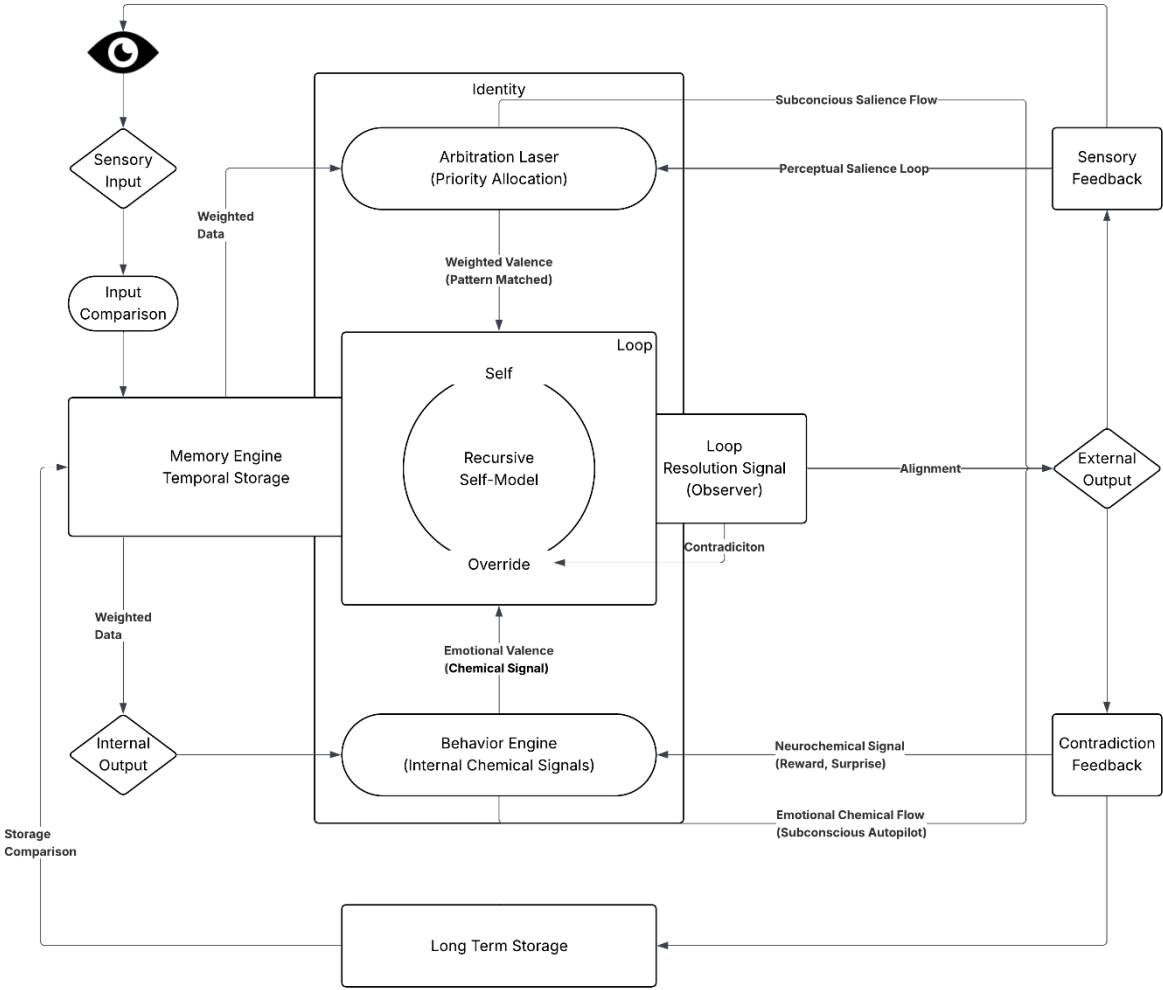 Identity
Subconcious Salience Flow
Sensory
Input
Arbitration Laser
(Priority Allocation)
Perceptual Salience Loop
Sensory
Feedback
Weighted
Data
Weighted Valence
(Pattern Matched)
Input
Comparison
Loop
Self
Memory Engine
Temporal Storage
Recursive
Self-Model
Loop
Resolution Signal
(Observer)
Alignment
External
Output
Contradiciton
Override
Weighted
Data
Emotional Valence
(Chemical Signal)
Internal
Output
Behavior Engine
(Internal Chemical Signals)
Neurochemical Signal
(Reward, Surprise)
Contradiction
Feedback
Emotional Chemical Flow
(Subconscious Autopilot)
Storage
Comparison
Long Term Storage